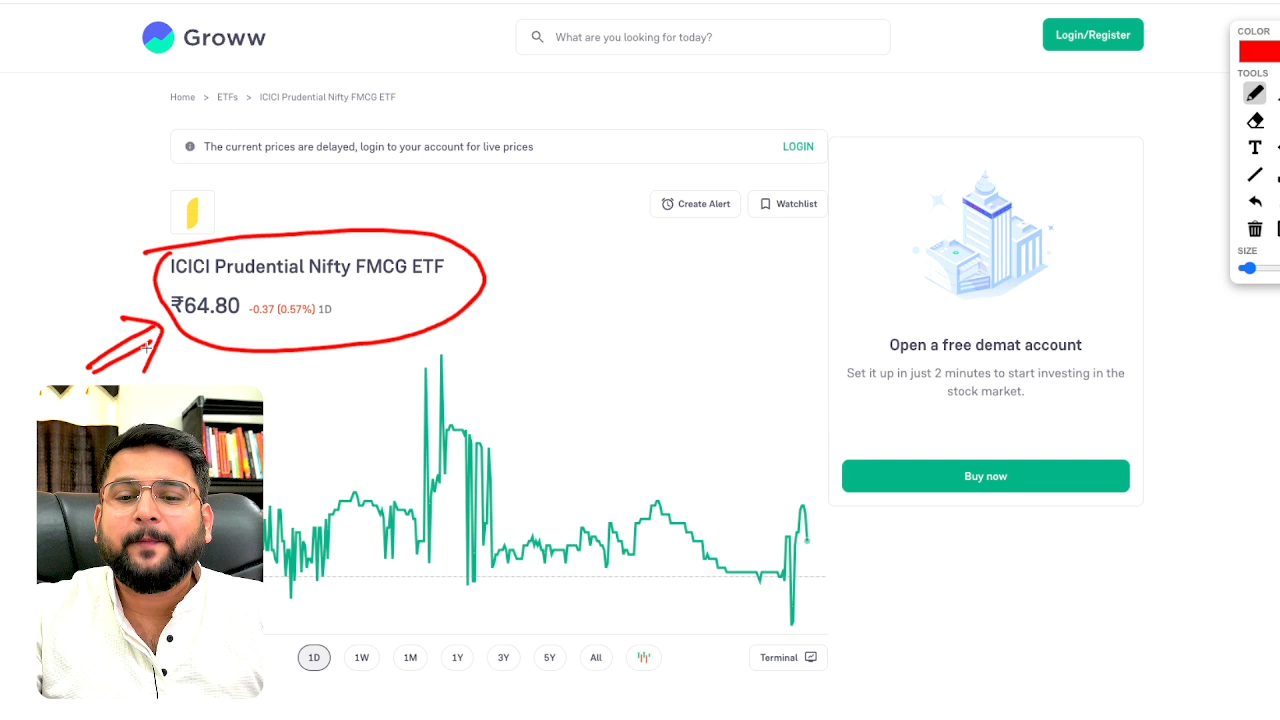 Groww
What are you looking for today?
Login/Register
COLOR
TOOLS
T
SIZE
Home > ETFs > ICICI Prudential Nifty FMCG ETF
The current prices are delayed, login to your account for live prices
LOGIN
Create Alert
Watchlist
ICICI Prudential Nifty FMCG ETF
₹64.80 -0.37 (0.57%) 1D
Open a free demat account
Set it up in just 2 minutes to start investing in the
stock market.
Buy now
1D 1W 1M 1Y 3Y 5Y All
Terminal